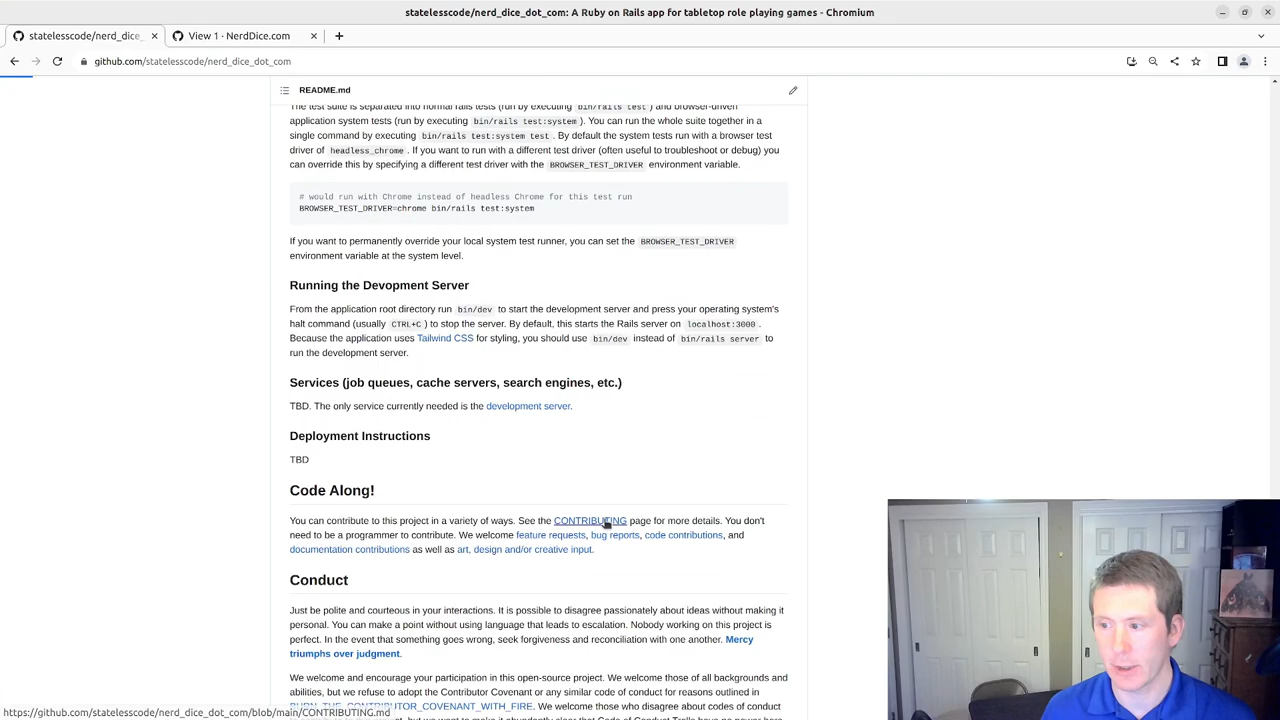 statelesscode/nerd_dice_dot_com: A Ruby on Rails app for tabletop role playing games - Chromium
statelesscode/nerd_dice_
View 1 · NerdDice.com
github.com/statelesscode/nerd_dice_dot_com
README.md
The test suite is separated into normal rails tests (run by executing bin/rails test) and browser-driven
application system tests (run by executing bin/rails test:system). You can run the whole suite together in a
single command by executing bin/rails test:system test. By default the system tests run with a browser test
driver of headless_chrome. If you want to run with a different test driver (often useful to troubleshoot or debug) you
can override this by specifying a different test driver with the BROWSER_TEST_DRIVER environment variable.
# would run with Chrome instead of headless Chrome for this test run
BROWSER_TEST_DRIVER=chrome bin/rails test:system
If you want to permanently override your local system test runner, you can set the BROWSER_TEST_DRIVER
environment variable at the system level.
Running the Devopment Server
From the application root directory run bin/dev to start the development server and press your operating system's
halt command (usually CTRL+C) to stop the server. By default, this starts the Rails server on localhost:3000.
Because the application uses Tailwind CSS for styling, you should use bin/dev instead of bin/rails server to
run the development server.
Services (job queues, cache servers, search engines, etc.)
TBD. The only service currently needed is the development server.
Deployment Instructions
TBD
Code Along!
You can contribute to this project in a variety of ways. See the CONTRIBUTING page for more details. You don't
need to be a programmer to contribute. We welcome feature requests, bug reports, code contributions, and
documentation contributions as well as art, design and/or creative input.
Conduct
Just be polite and courteous in your interactions. It is possible to disagree passionately about ideas without making it
personal. You can make a point without using language that leads to escalation. Nobody working on this project is
perfect. In the event that something goes wrong, seek forgiveness and reconciliation with one another. Mercy
triumphs over judgment.
We welcome and encourage your participation in this open-source project. We welcome those of all backgrounds and
abilities, but we refuse to adopt the Contributor Covenant or any similar code of conduct for reasons outlined in
BURN_THE_CONTRIBUTOR_COVENANT_WITH_FIRE. We welcome those who disagree about codes of conduct
https://github.com/statelesscode/nerd_dice_dot_com/blob/main/CONTRIBUTING.md